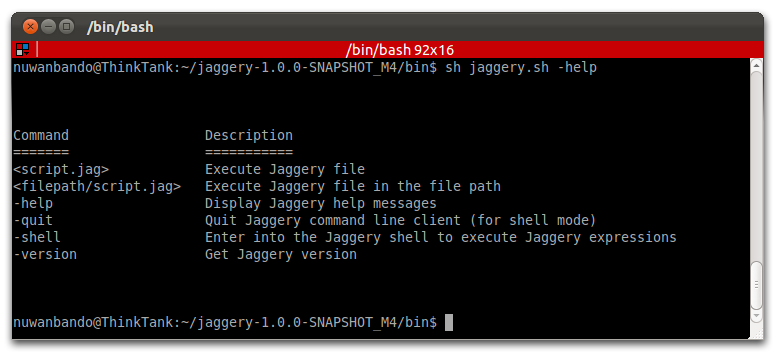 /bin/bash
/bin/bash 92x16
nuwanbando@ThinkTank:~/jaggery-1.0.0-SNAPSHOT_M4/bin$ sh jaggery.sh -help
Command Description
======= ===========
<script.jag> Execute Jaggery file
<filepath/script.jag> Execute Jaggery file in the file path
-help Display Jaggery help messages
-quit Quit Jaggery command line client (for shell mode)
-shell Enter into the Jaggery shell to execute Jaggery expressions
-version Get Jaggery version
nuwanbando@ThinkTank:~/jaggery-1.0.0-SNAPSHOT_M4/bin$